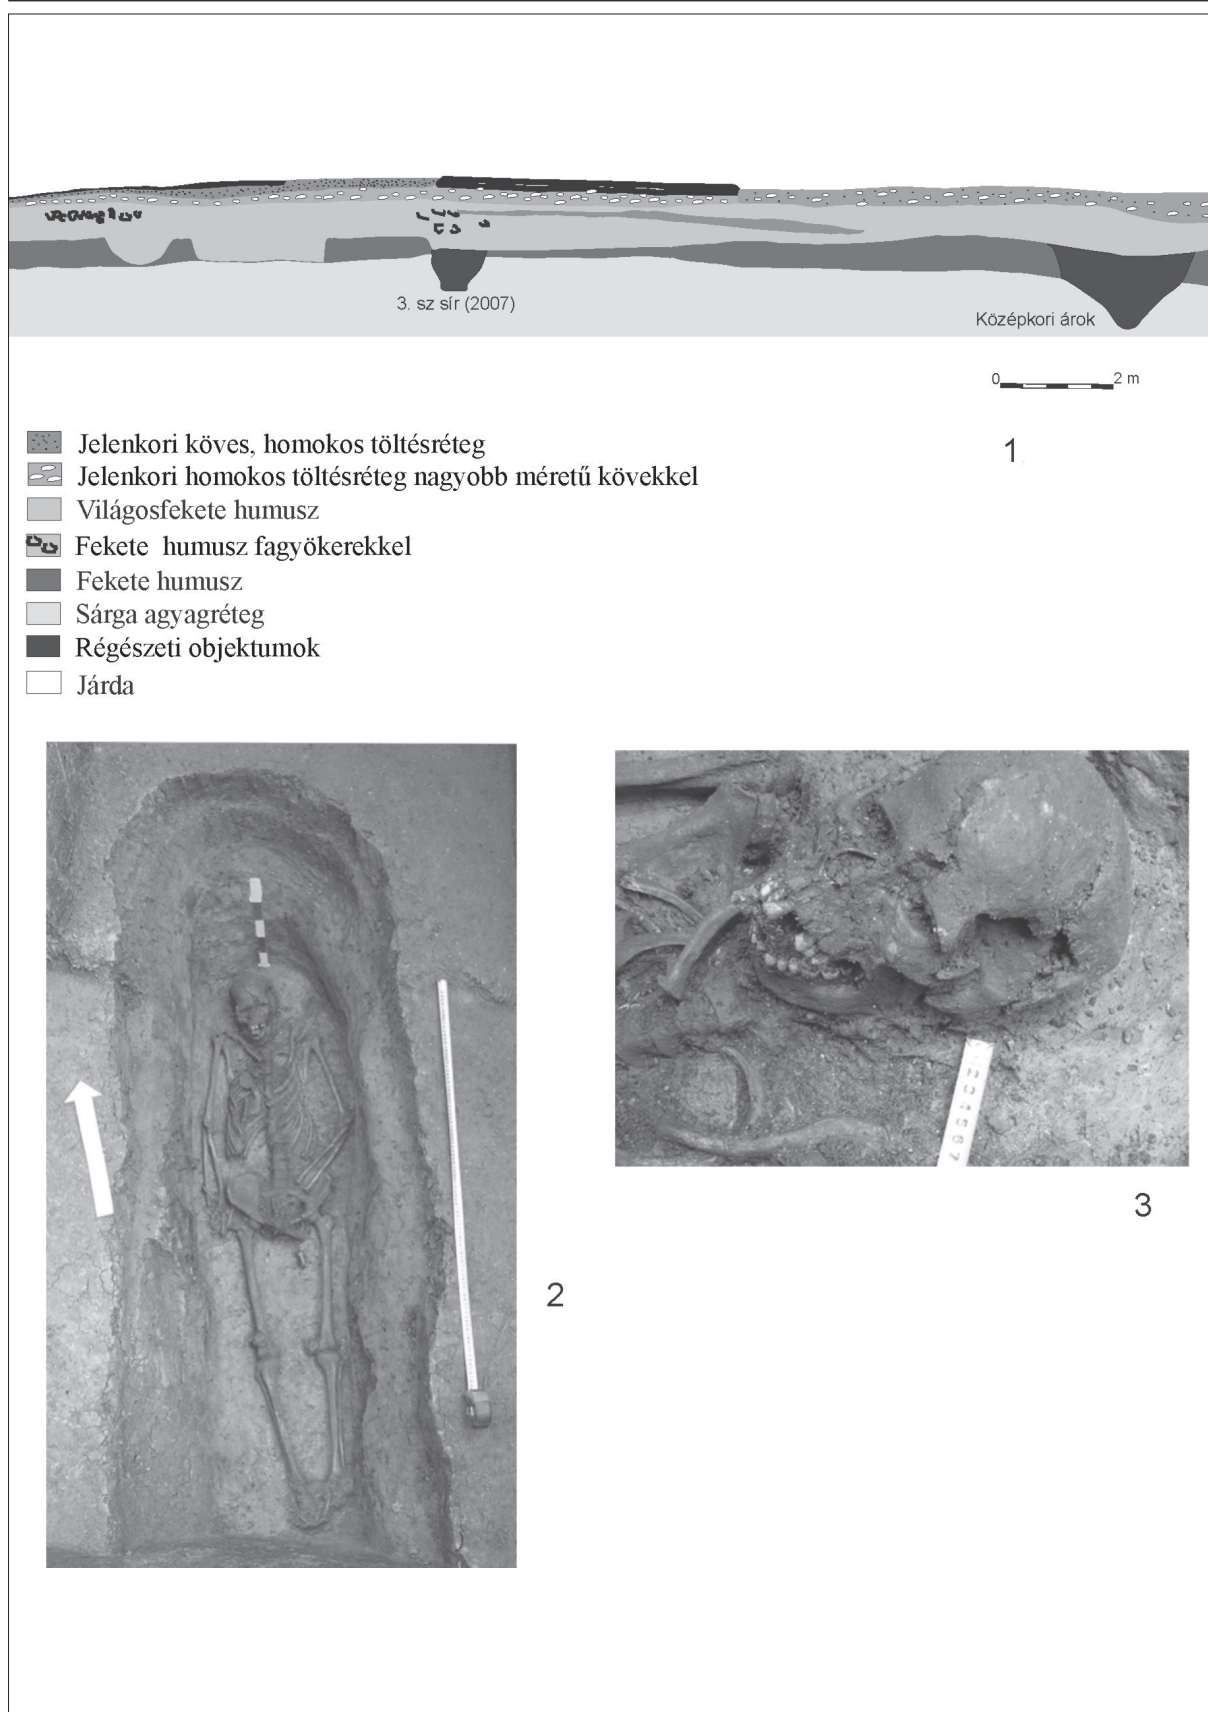 3. sz sír (2007)
Középkori árok
0 2 m
1
Jelenkori köves, homokos töltésréteg
Jelenkori homokos töltésréteg nagyobb méretű kövekkel
Világosfekete humusz
Fekete humusz fagyökerekkel
Fekete humusz
Sárga agyagréteg
Régészeti objektumok
Járda
2
3